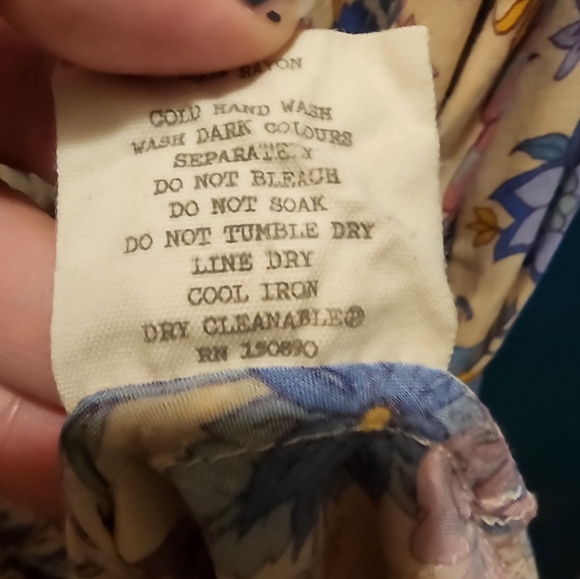 RAYON
COLD HAND WASH
WASH DARK COLOURS
SEPARATELY
DO NOT BLEACH
DO NOT SOAK
DO NOT TUMBLE DRY
LINE DRY
COOL IRON
DRY CLEANABLE Ⓟ
RN 150890